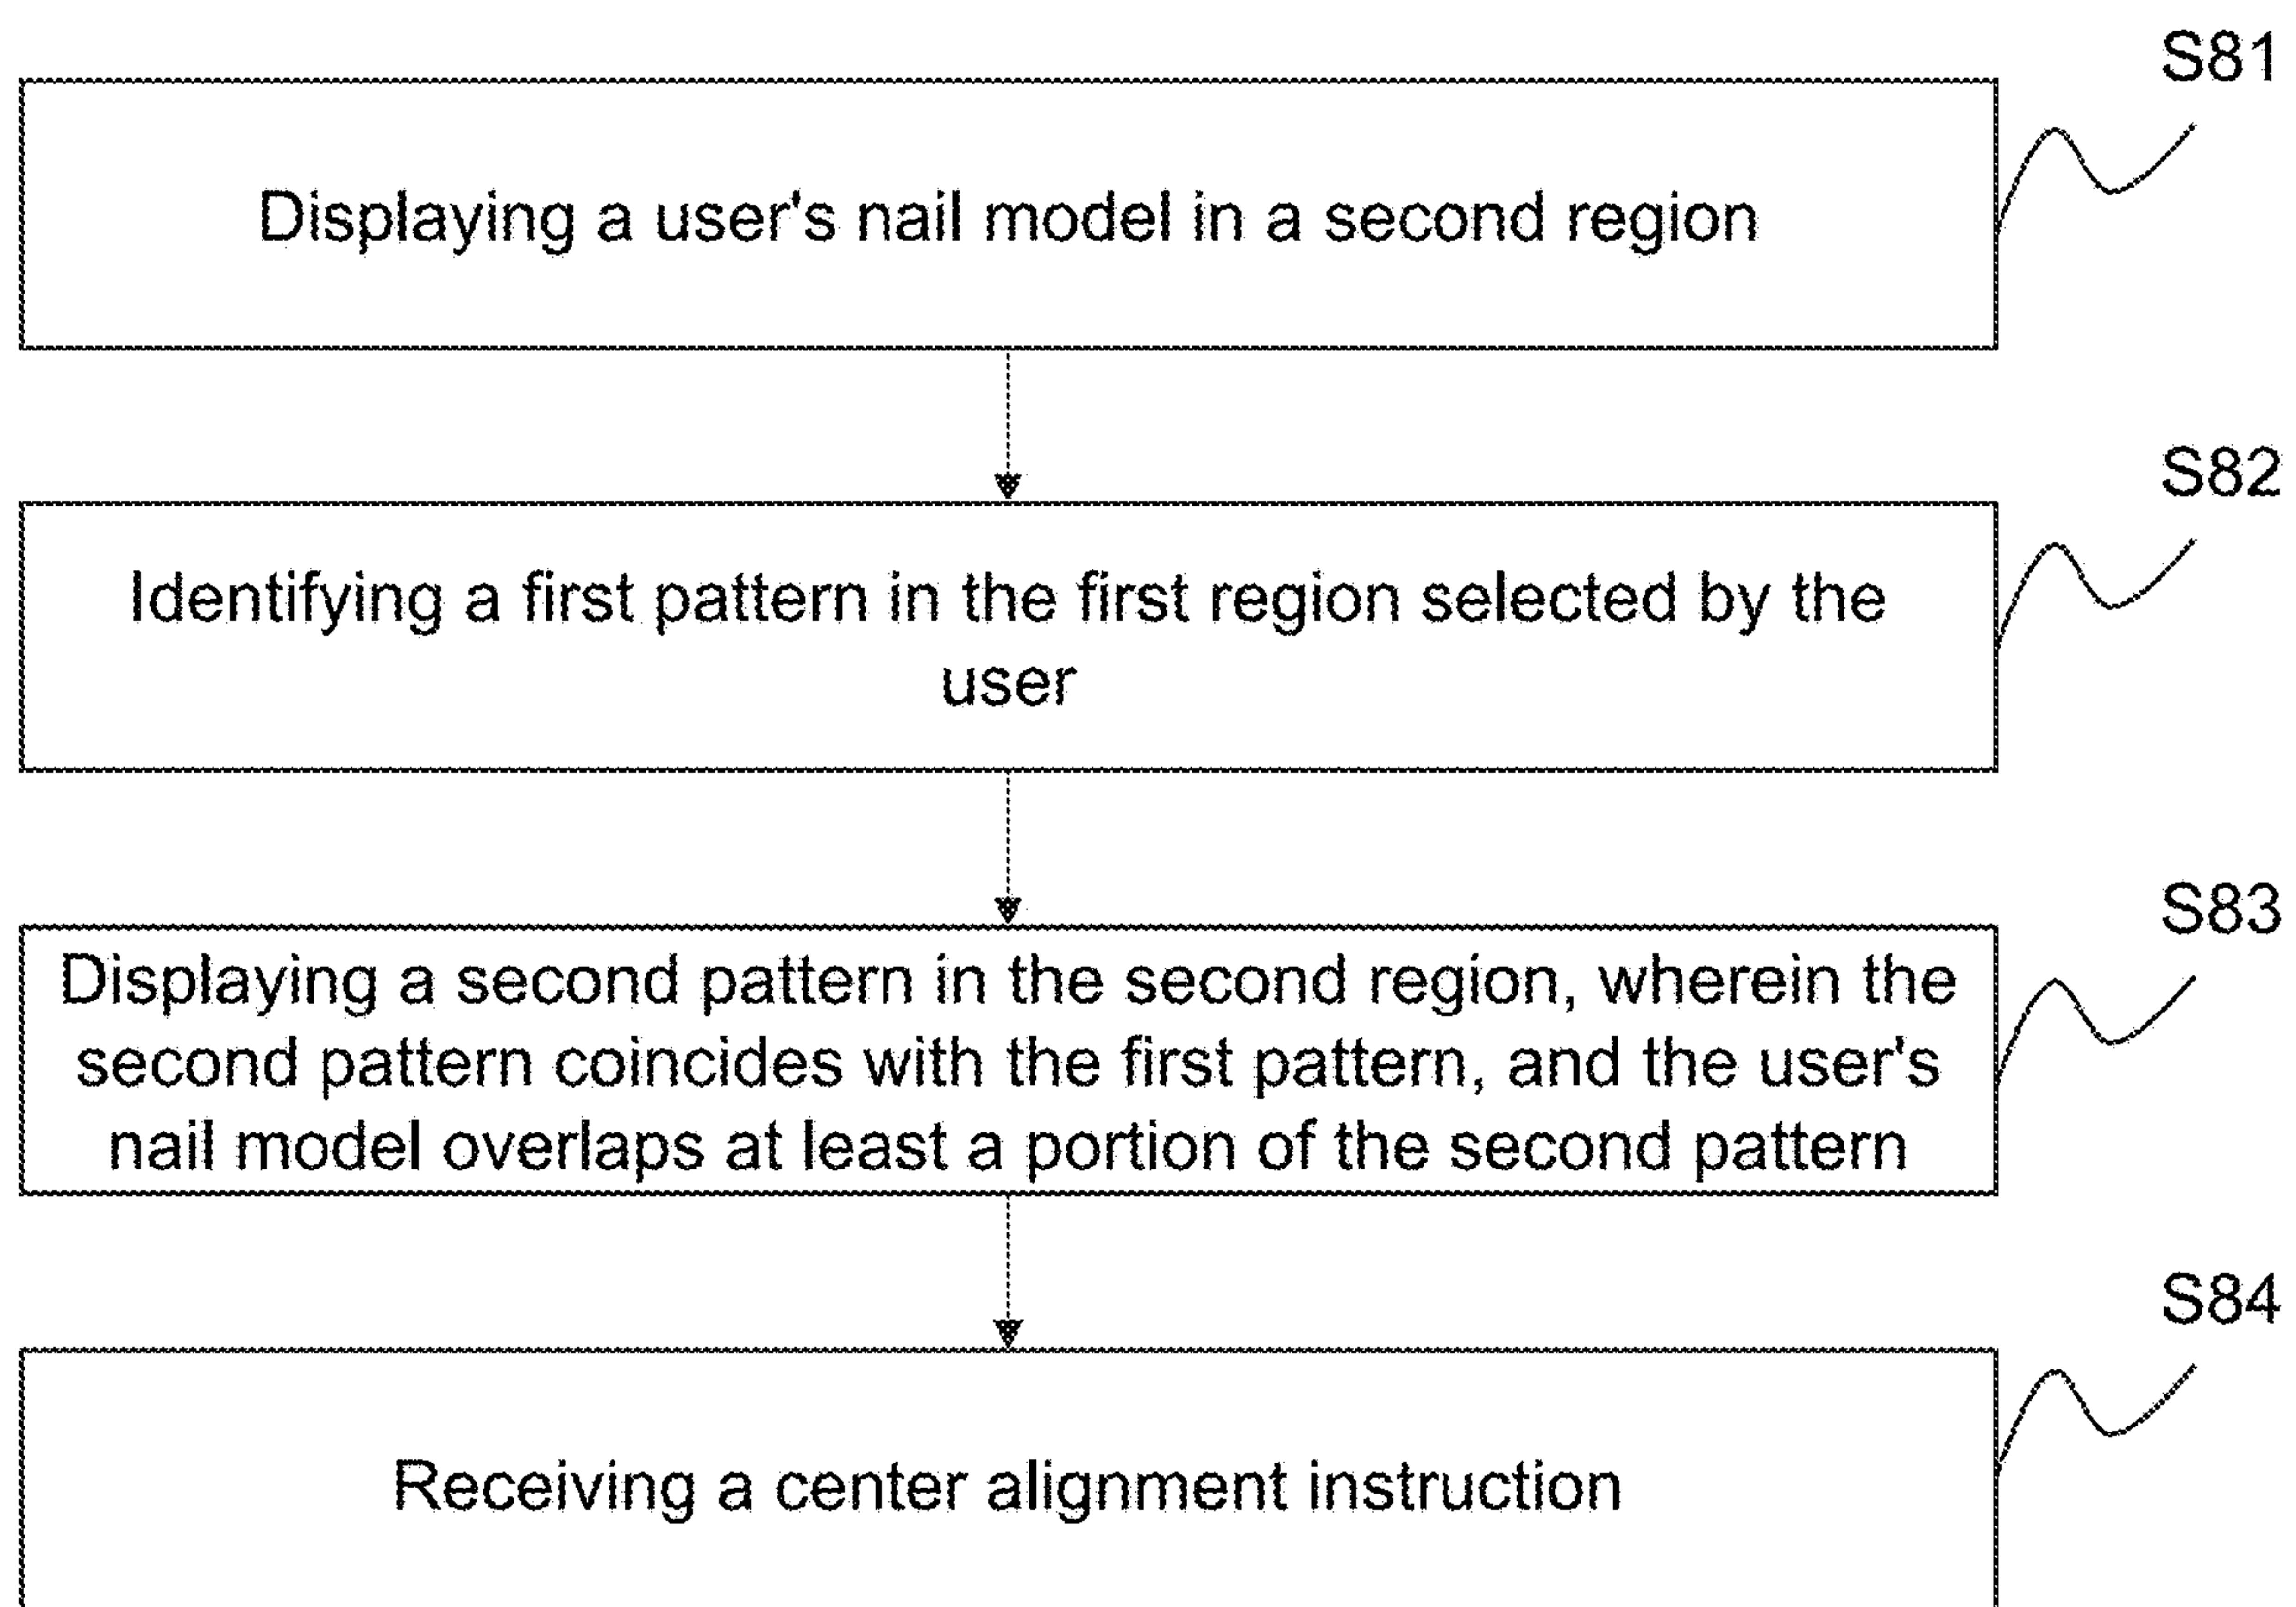 S81
Displaying a user's nail model in a second region
S82
Identifying a first pattern in the first region selected by the
user
S83
Displaying a second pattern in the second region, wherein the
second pattern coincides with the first pattern, and the user's
nail model overlaps at least a portion of the second pattern
S84
Receiving a center alignment instruction